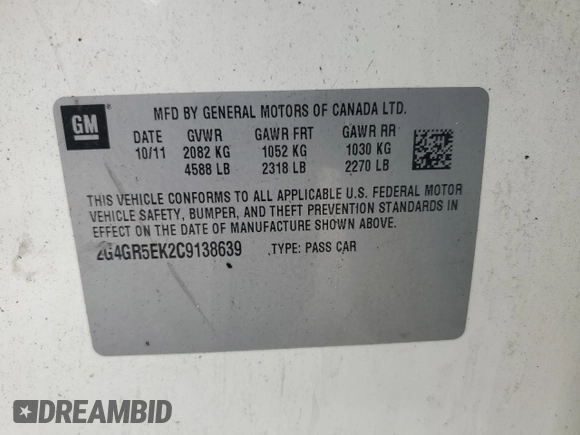 GM
MFD BY GENERAL MOTORS OF CANADA LTD.
DATE GVWR GAWR FRT GAWR RR
10/11 2082 KG 1052 KG 1030 KG
4588 LB 2318 LB 2270 LB
THIS VEHICLE CONFORMS TO ALL APPLICABLE U.S. FEDERAL MOTOR
VEHICLE SAFETY, BUMPER, AND THEFT PREVENTION STANDARDS IN
EFFECT ON THE DATE OF MANUFACTURE SHOWN ABOVE.
2G4GR5EK2C9138639 TYPE: PASS CAR
DREAMBID